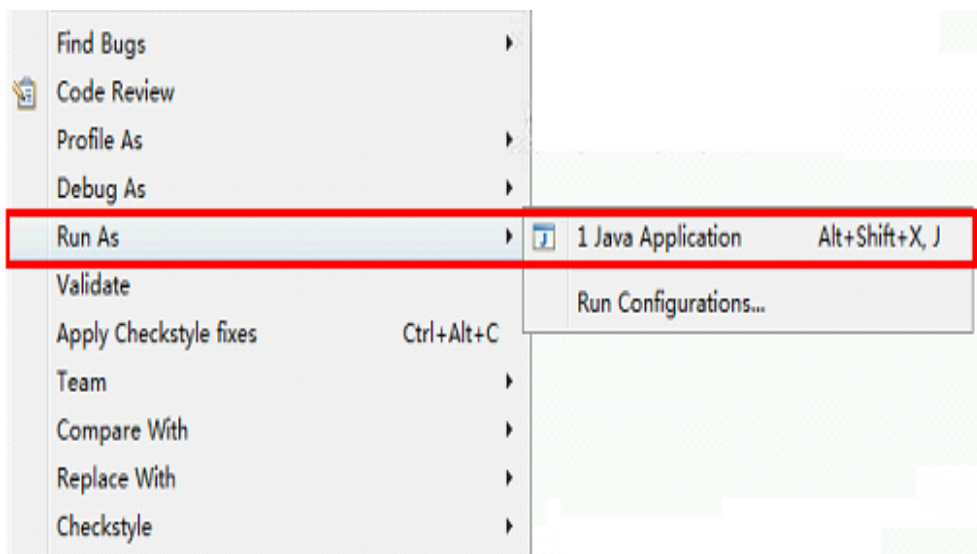 Find Bugs
Code Review
Profile As
Debug As
Run As
1 Java Application Alt+Shift+X, J
Run Configurations...
Validate
Apply Checkstyle fixes Ctrl+Alt+C
Team
Compare With
Replace With
Checkstyle